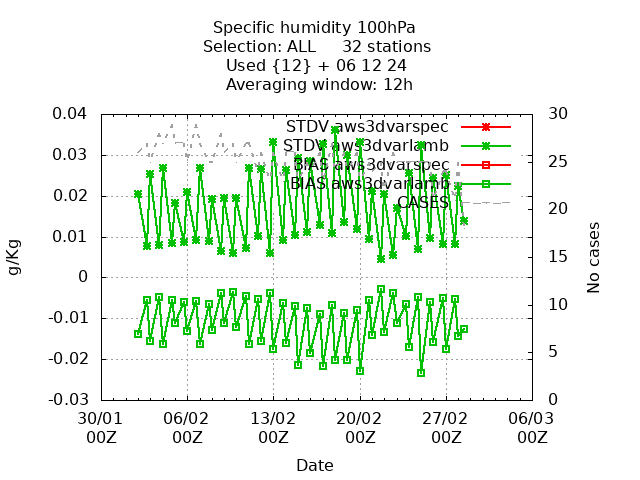 Specific humidity 100hPa
Selection: ALL 32 stations
Used {12} + 06 12 24
Averaging window: 12h
STDV aws3dvarspec
STDV aws3dvarlamb
BIAS aws3dvarspec
BIAS aws3dvarlamb
CASES
0.04
0.03
0.02
0.01
0
-0.01
-0.02
-0.03
g/Kg
30
25
20
15
10
5
0
No cases
30/01 06/02 13/02 20/02 27/02 06/03
00Z 00Z 00Z 00Z 00Z 00Z
Date